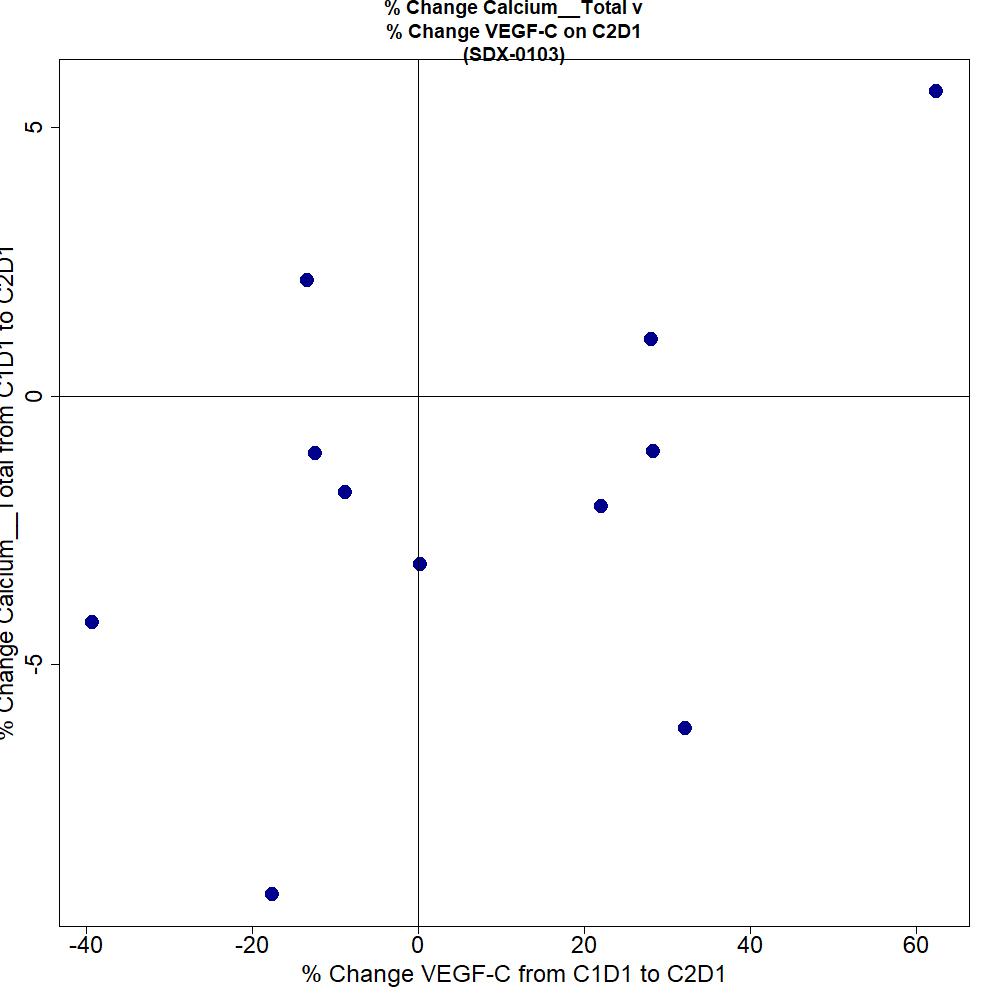 % Change Calcium__Total v
% Change VEGF-C on C2D1
(SDX-0103)
% Change Calcium__Total from C1D1 to C2D1
5
0
-5
-40 -20 0 20 40 60
% Change VEGF-C from C1D1 to C2D1